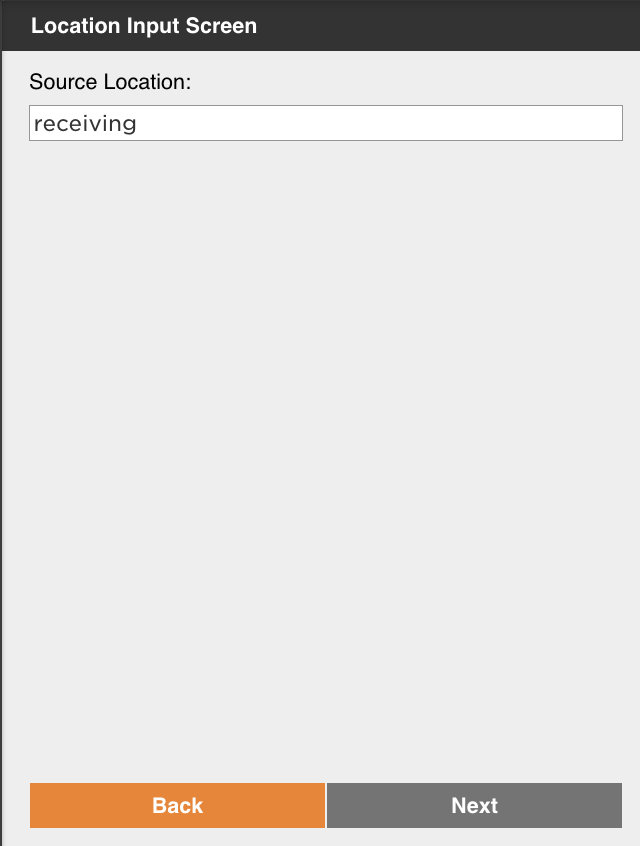 Location Input Screen
Source Location:
receiving
Back
Next